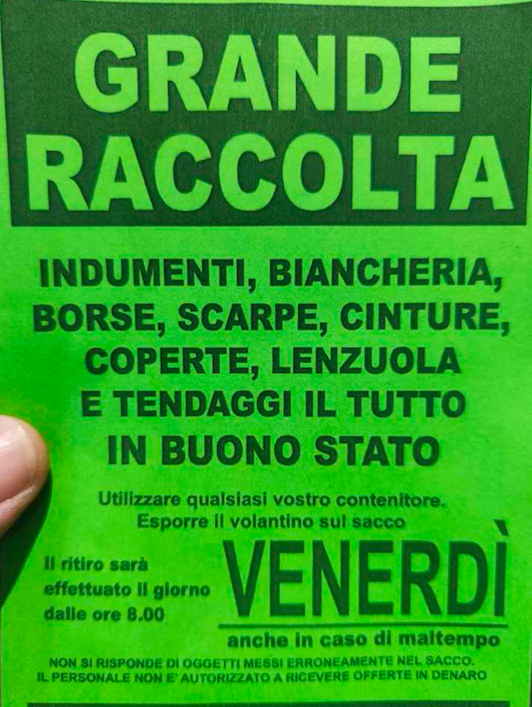 GRANDE
RACCOLTA
INDUMENTI, BIANCHERIA,
BORSE, SCARPE, CINTURE,
COPERTE, LENZUOLA
E TENDAGGI IL TUTTO
IN BUONO STATO
Utilizzare qualsiasi vostro contenitore.
Esporre il volantino sul sacco
Il ritiro sarà
effettuato il giorno
dalle ore 8.00
VENERDÌ
anche in caso di maltempo
NON SI RISPONDE DI OGGETTI MESSI ERRONEAMENTE NEL SACCO.
IL PERSONALE NON E' AUTORIZZATO A RICEVERE OFFERTE IN DENARO